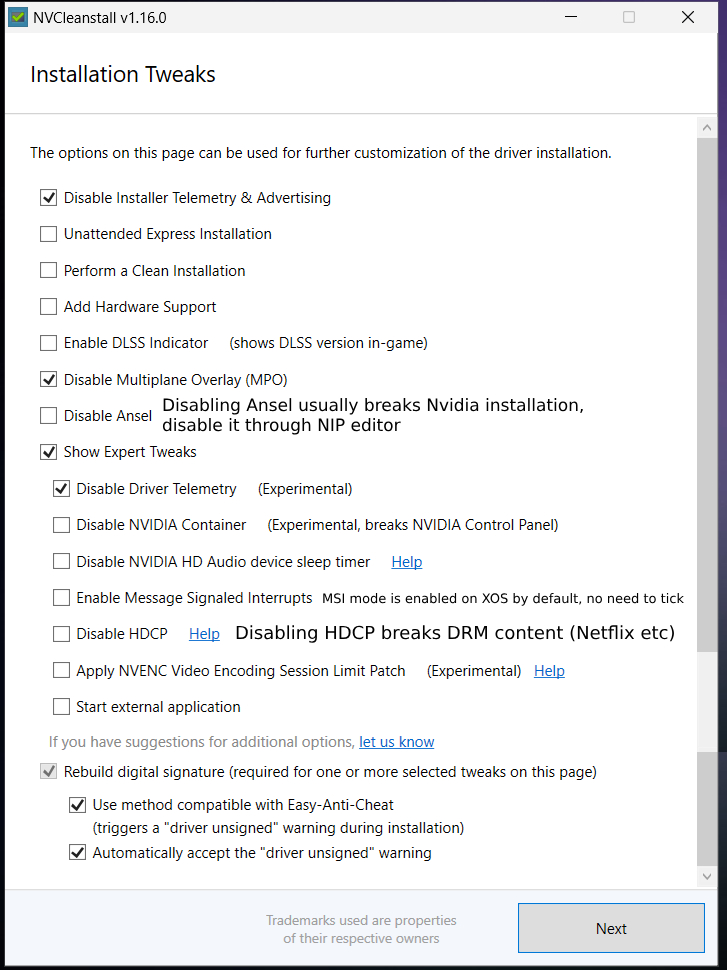 NVCleanstall v1.16.0
Installation Tweaks
The options on this page can be used for further customization of the driver installation.
Disable Installer Telemetry & Advertising
Unattended Express Installation
Perform a Clean Installation
Add Hardware Support
Enable DLSS Indicator (shows DLSS version in-game)
Disable Multiplane Overlay (MPO)
Disable Ansel Disabling Ansel usually breaks Nvidia installation,
disable it through NIP editor
Show Expert Tweaks
Disable Driver Telemetry (Experimental)
Disable NVIDIA Container (Experimental, breaks NVIDIA Control Panel)
Disable NVIDIA HD Audio device sleep timer Help
Enable Message Signaled Interrupts MSI mode is enabled on XOS by default, no need to tick
Disable HDCP Help Disabling HDCP breaks DRM content (Netflix etc)
Apply NVENC Video Encoding Session Limit Patch (Experimental) Help
Start external application
If you have suggestions for additional options, let us know
Rebuild digital signature (required for one or more selected tweaks on this page)
Use method compatible with Easy-Anti-Cheat
(triggers a "driver unsigned" warning during installation)
Automatically accept the "driver unsigned" warning
Trademarks used are properties
of their respective owners
Next